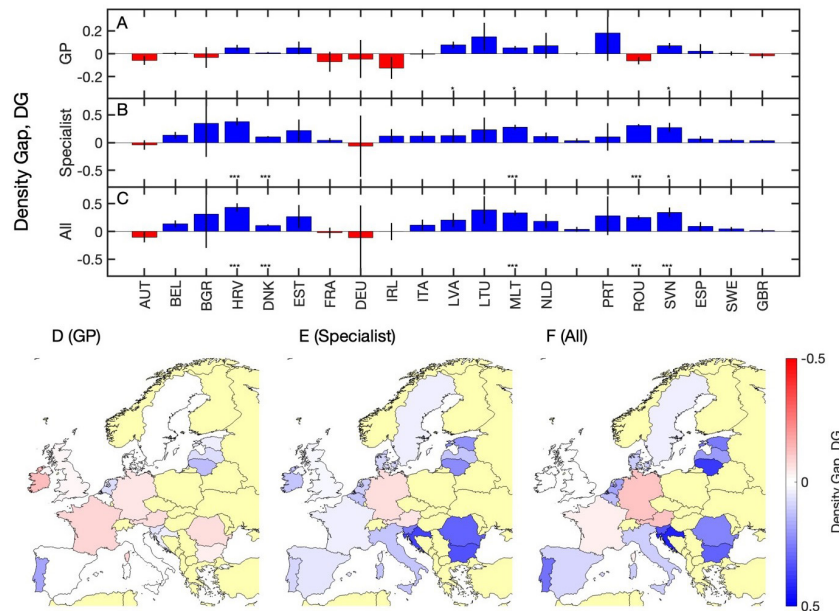 A
0.2
0
-0.2
GP
* * *
B
0.5
0
-0.5
Specialist
*** *** *** *** *
C
0.5
0
-0.5
All
*** *** *** *** ***
Density Gap, DG
AUT BEL BGR HRV DNK EST FRA DEU IRL ITA LVA LTU MLT NLD PRT ROU SVN ESP SWE GBR
D (GP) E (Specialist) F (All)
-0.5
0
0.5
Density Gap, DG